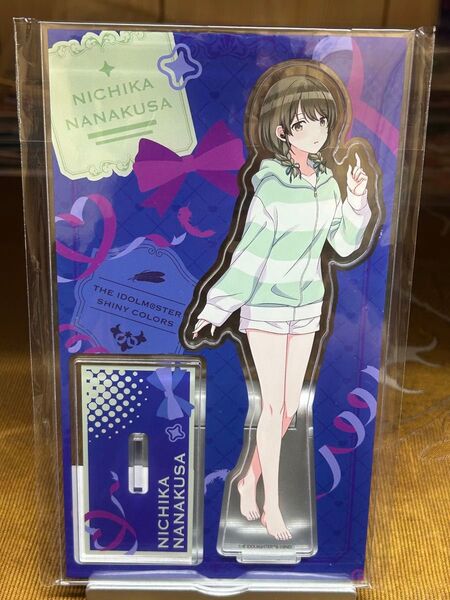 NICHIKA
NANAKUSA
THE IDOLM@STER
SHINY COLORS
NICHIKA
NANAKUSA